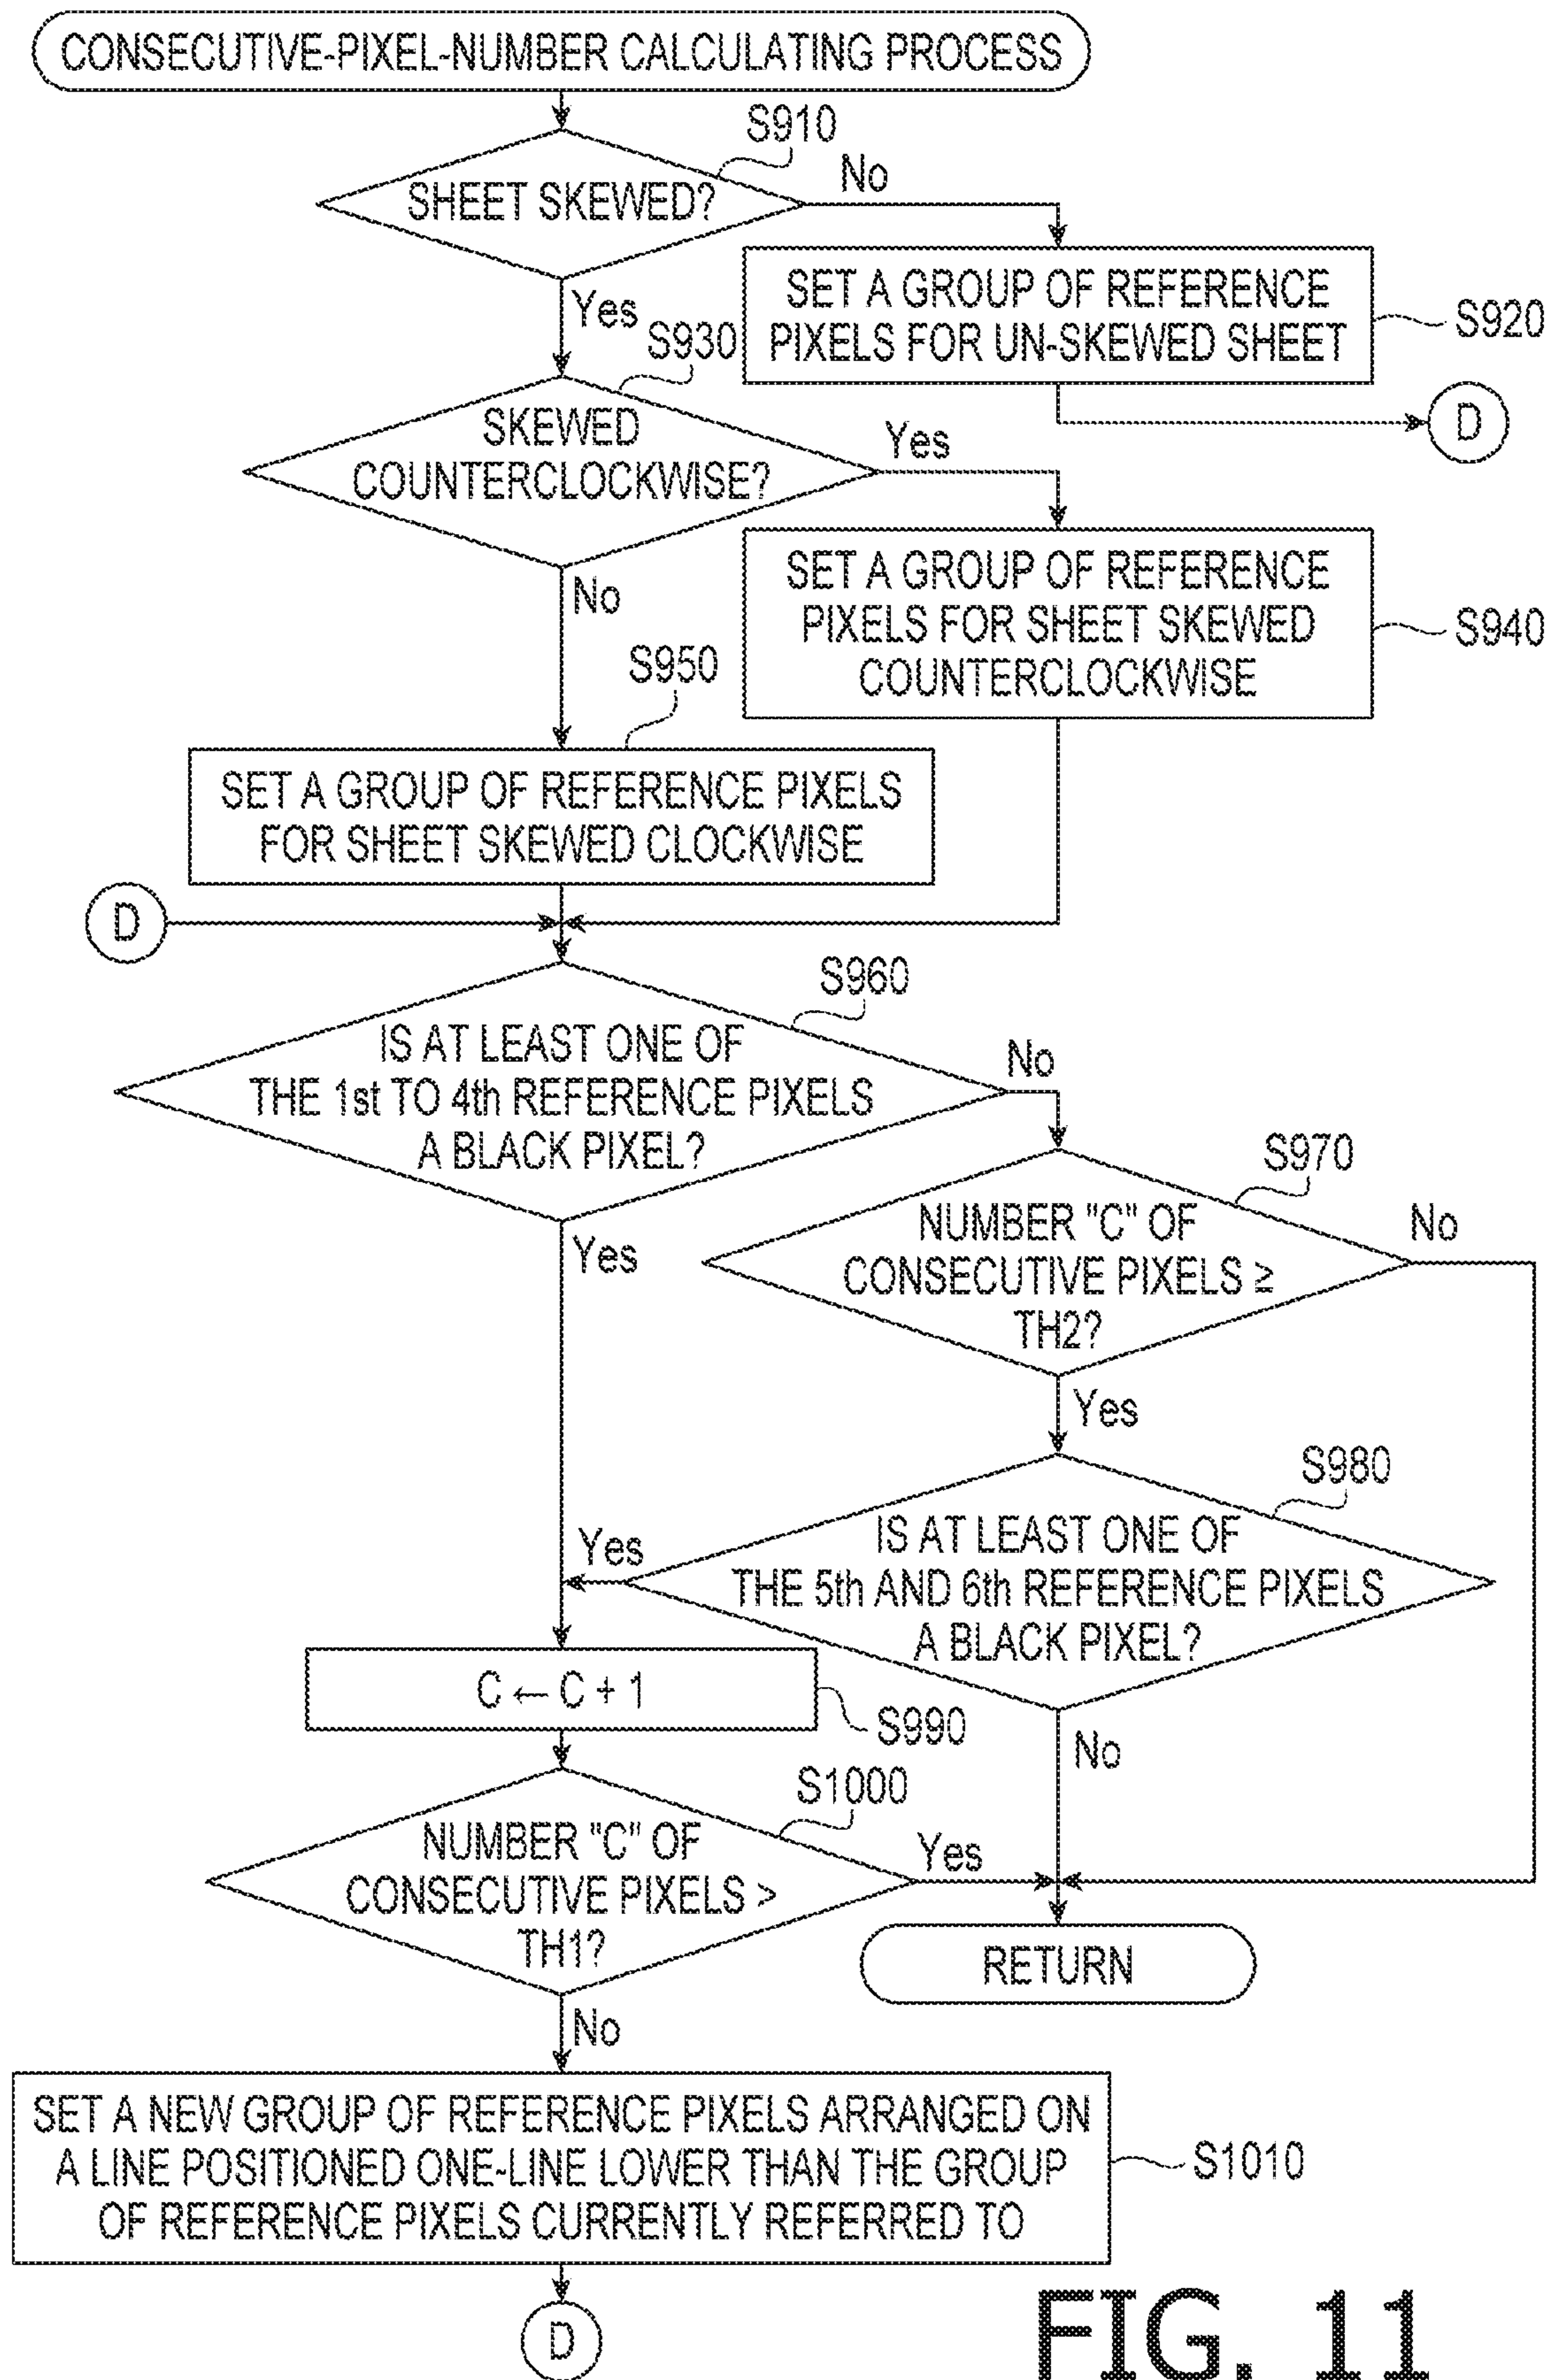 CONSECUTIVE-PIXEL-NUMBER CALCULATING PROCESS
S910
SHEET SKEWED?
No
Yes
SET A GROUP OF REFERENCE
PIXELS FOR UN-SKEWED SHEET
S920
D
S930
SKEWED
COUNTERCLOCKWISE?
Yes
No
SET A GROUP OF REFERENCE
PIXELS FOR SHEET SKEWED
COUNTERCLOCKWISE
S940
S950
SET A GROUP OF REFERENCE PIXELS
FOR SHEET SKEWED CLOCKWISE
D
S960
IS AT LEAST ONE OF
THE 1st TO 4th REFERENCE PIXELS
A BLACK PIXEL?
No
Yes
S970
NUMBER "C" OF
CONSECUTIVE PIXELS ≥
TH2?
No
Yes
S980
IS AT LEAST ONE OF
THE 5th AND 6th REFERENCE PIXELS
A BLACK PIXEL?
Yes
No
C ← C + 1
S990
S1000
NUMBER "C" OF
CONSECUTIVE PIXELS >
TH1?
Yes
No
RETURN
SET A NEW GROUP OF REFERENCE PIXELS ARRANGED ON
A LINE POSITIONED ONE-LINE LOWER THAN THE GROUP
OF REFERENCE PIXELS CURRENTLY REFERRED TO
S1010
D
FIG. 11